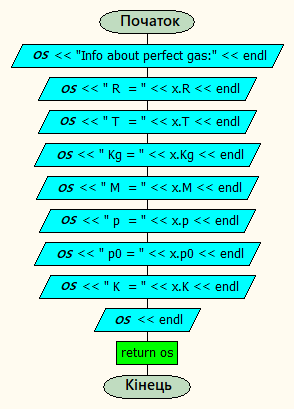 Початок
os << "Info about perfect gas:" << endl
os << " R  = " << x.R << endl
os << " T  = " << x.T << endl
os << " Kg = " << x.Kg << endl
os << " M  = " << x.M << endl
os << " p  = " << x.p << endl
os << " p0 = " << x.p0 << endl
os << " K  = " << x.K << endl
os << endl
return os
Кінець